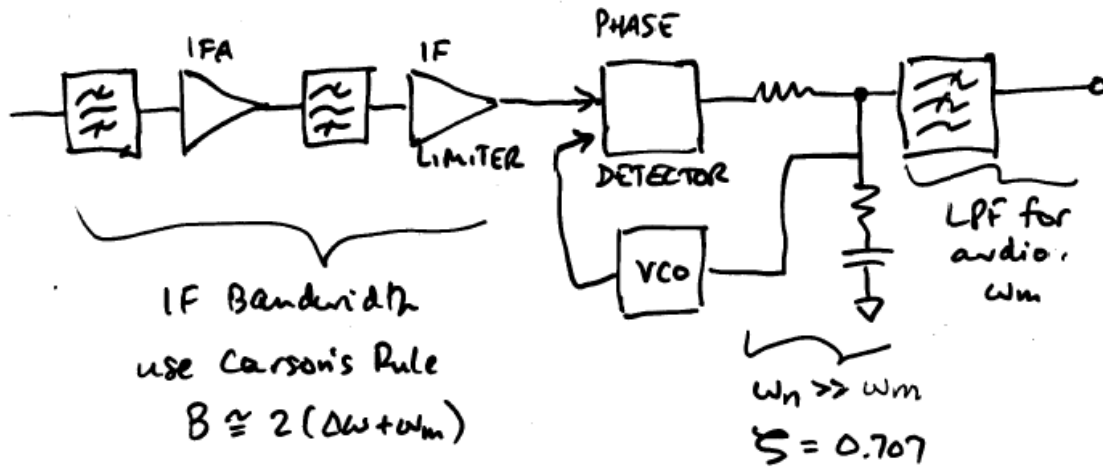 IFA
IF
LIMITER
PHASE
DETECTOR
VCO
LPF for
audio.
ωm
IF Bandwidth
use Carson's Rule
B ≅ 2(Δω+ωm)
ωn >> ωm
ζ = 0.707